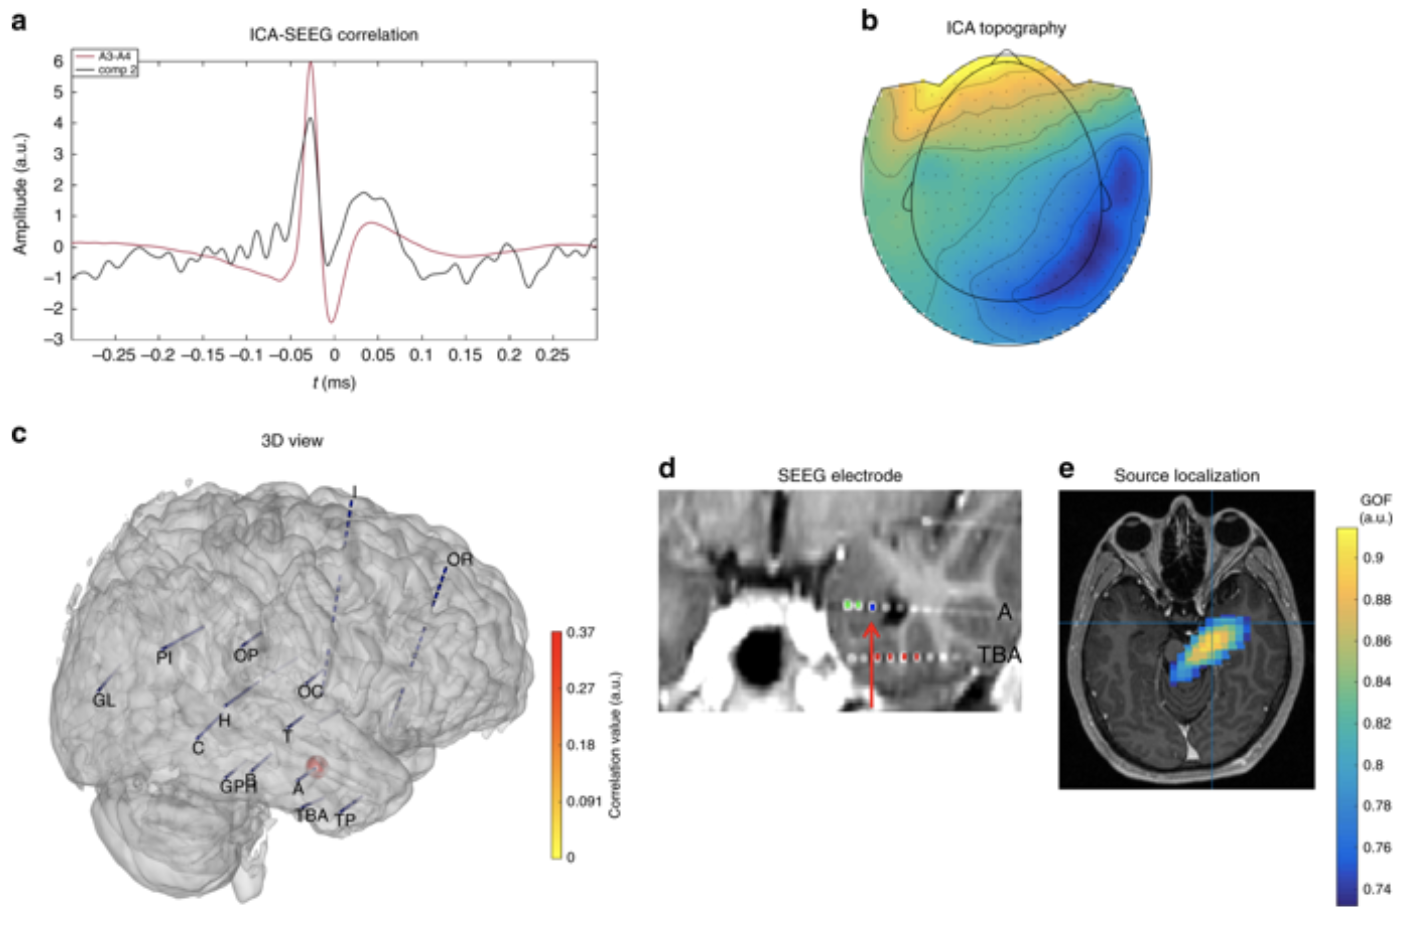 a
ICA-SEEG correlation
A3-A4
comp 2
6
5
4
3
2
1
0
−1
−2
−3
Amplitude (a.u.)
−0.25 −0.2 −0.15 −0.1 −0.05 0 0.05 0.1 0.15 0.2 0.25
t (ms)
b
ICA topography
c
3D view
I
OR
PI
OP
GL
OC
H
T
C
GPH
B
A
TBA
TP
0.37
0.27
0.18
0.091
0
Correlation value (a.u.)
d
SEEG electrode
A
TBA
e
Source localization
GOF
(a.u.)
0.9
0.88
0.86
0.84
0.82
0.8
0.78
0.76
0.74